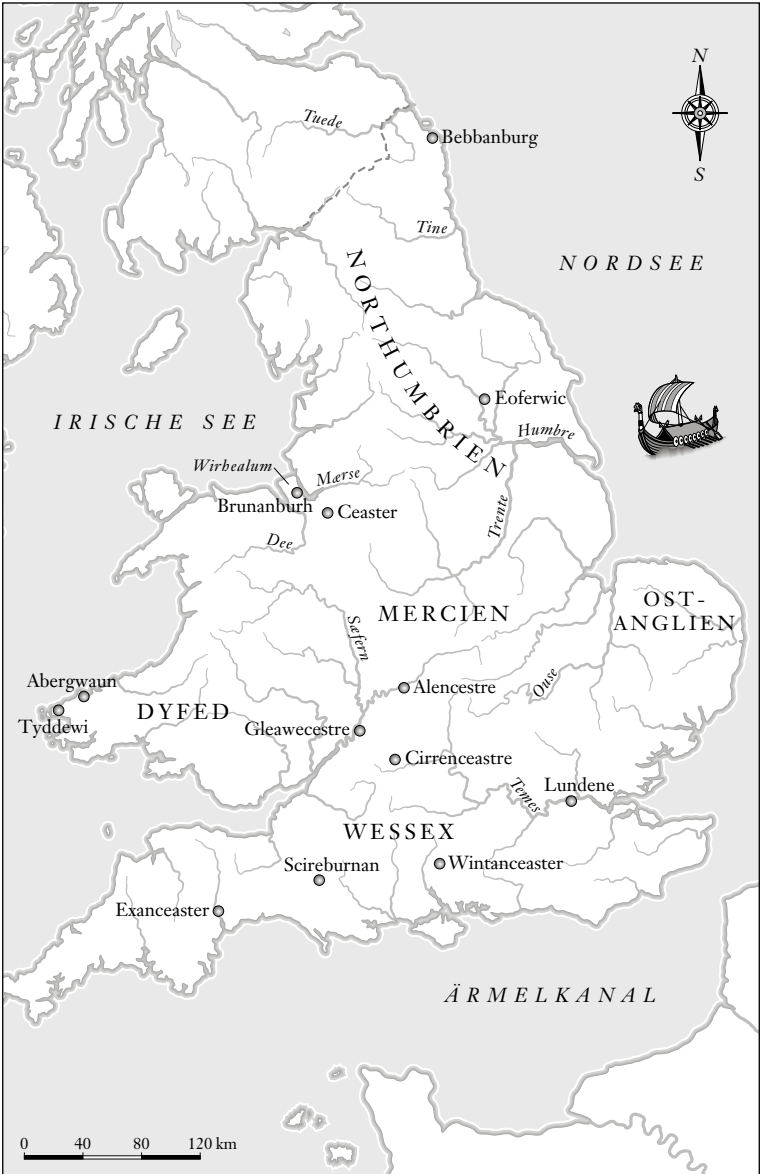 N
S
Tuede
Bebbanburg
Tine
NORDSEE
NORTHUMBRIEN
Eoferwic
IRISCHE SEE
Humbre
Wirhealum
Mærse
Brunanburh
Ceaster
Trente
Dee
MERCIEN
OST-
ANGLIEN
Sæfern
Abergwaun
Alencestre
Ouse
Tyddewi
DYFED
Gleawecestre
Cirrenceastre
Temes
Lundene
WESSEX
Scireburnan
Wintanceaster
Exanceaster
ÄRMELKANAL
0 40 80 120 km